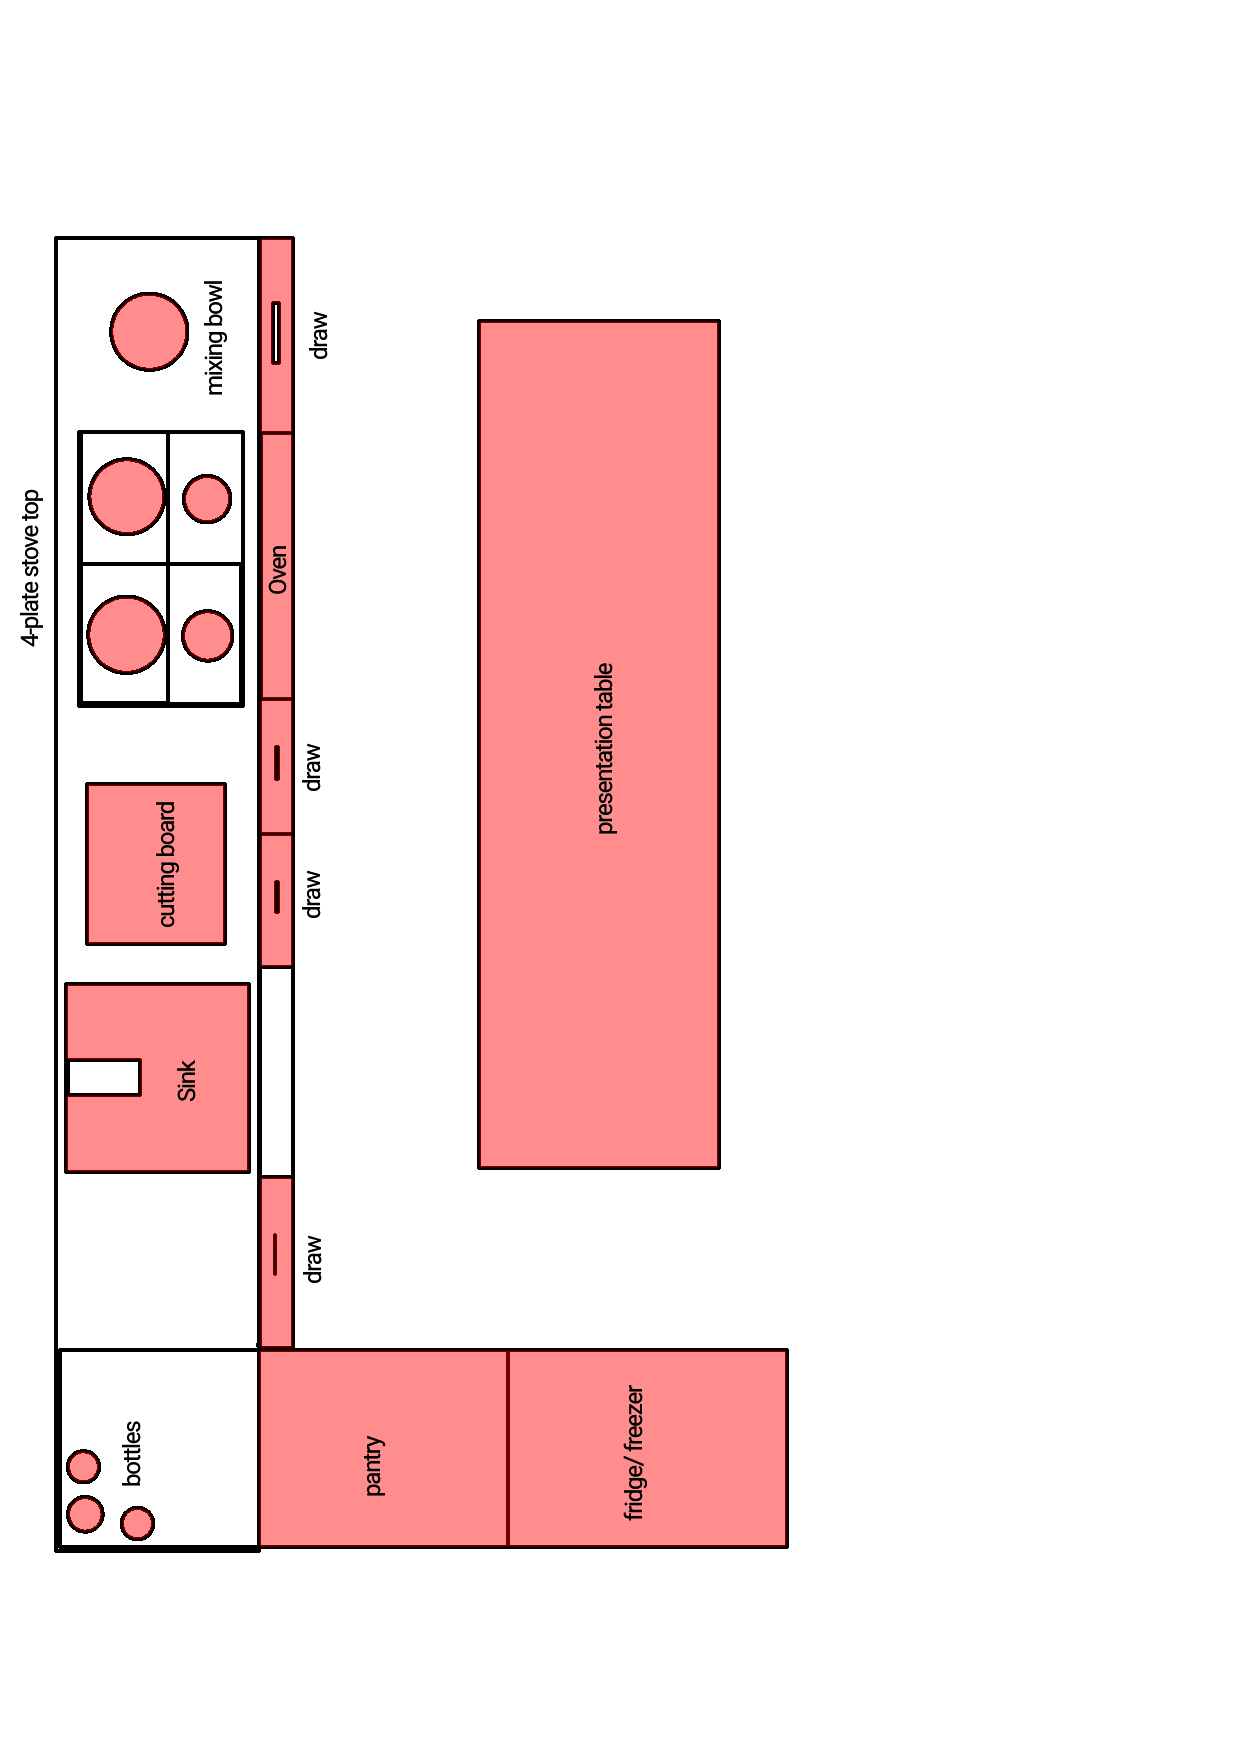 4-plate stove top
mixing bowl
draw
Oven
draw
cutting board
draw
presentation table
Sink
draw
bottles
pantry
fridge/ freezer